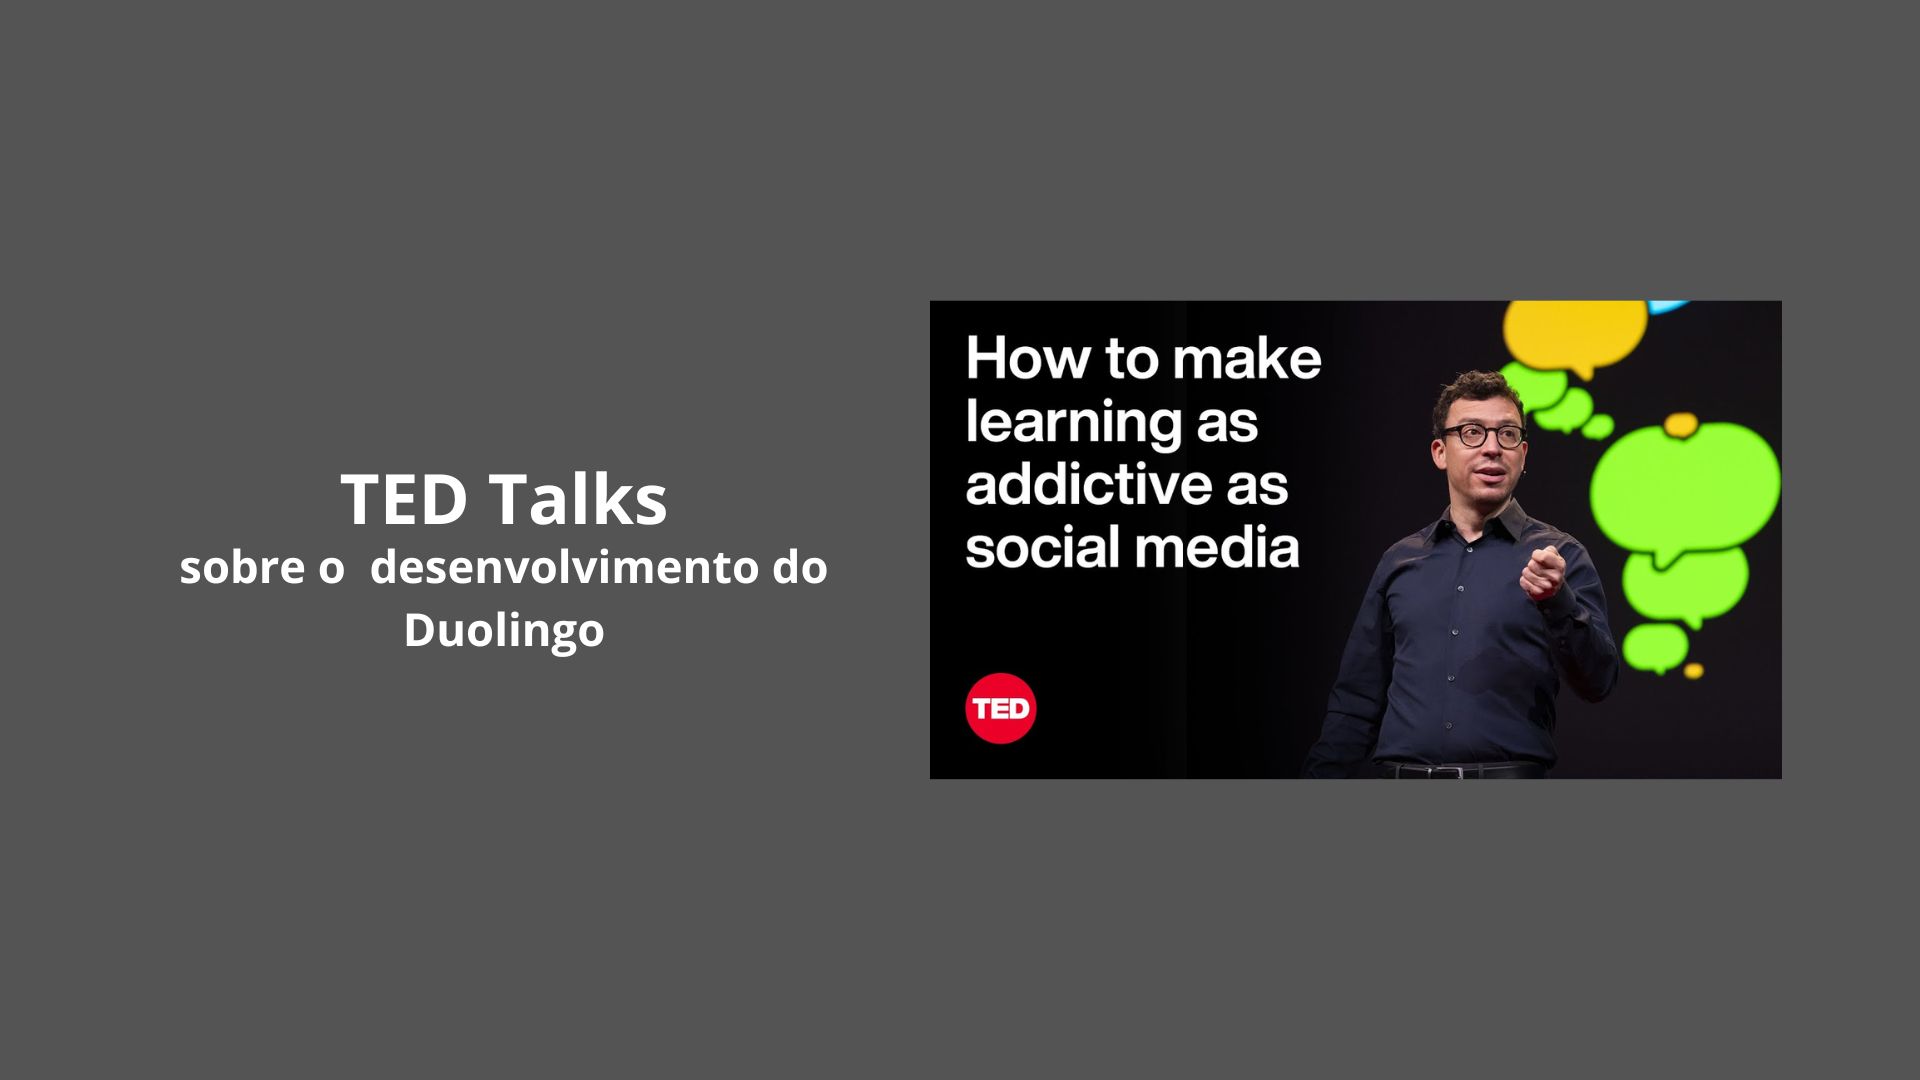 TED Talks
sobre o  desenvolvimento do
Duolingo
How to make
learning as
addictive as
social media
TED